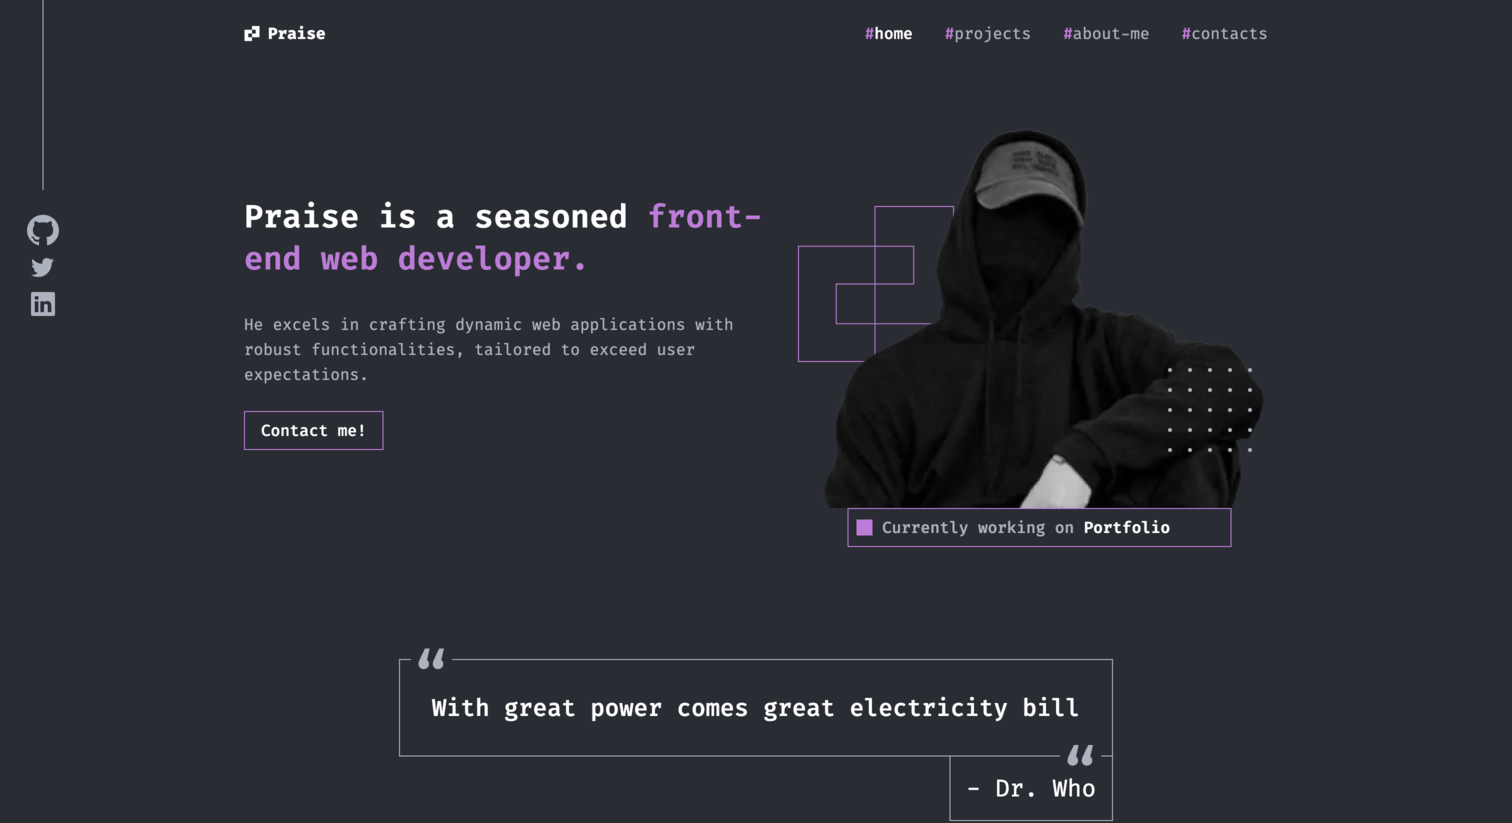 Praise
#home #projects #about-me #contacts
Praise is a seasoned front-
end web developer.
He excels in crafting dynamic web applications with
robust functionalities, tailored to exceed user
expectations.
Contact me!
in
Currently working on Portfolio
“
With great power comes great electricity bill
“
- Dr. Who